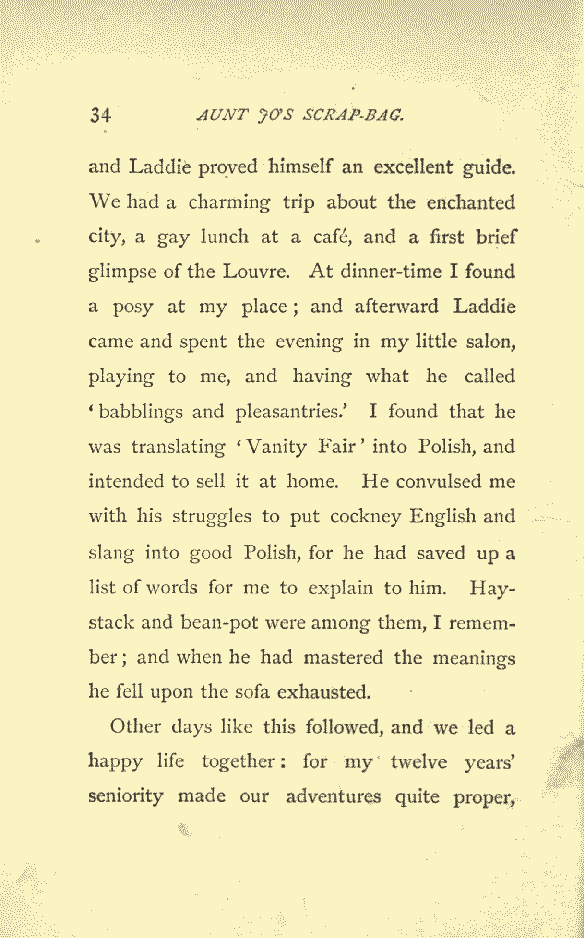 34 AUNT JO'S SCRAP-BAG.
and Laddie proved himself an excellent guide.
We had a charming trip about the enchanted
city, a gay lunch at a café, and a first brief
glimpse of the Louvre. At dinner-time I found
a posy at my place; and afterward Laddie
came and spent the evening in my little salon,
playing to me, and having what he called
'babblings and pleasantries.' I found that he
was translating 'Vanity Fair' into Polish, and
intended to sell it at home. He convulsed me
with his struggles to put cockney English and
slang into good Polish, for he had saved up a
list of words for me to explain to him. Hay-
stack and bean-pot were among them, I remem-
ber; and when he had mastered the meanings
he fell upon the sofa exhausted.
Other days like this followed, and we led a
happy life together: for my twelve years'
seniority made our adventures quite proper,